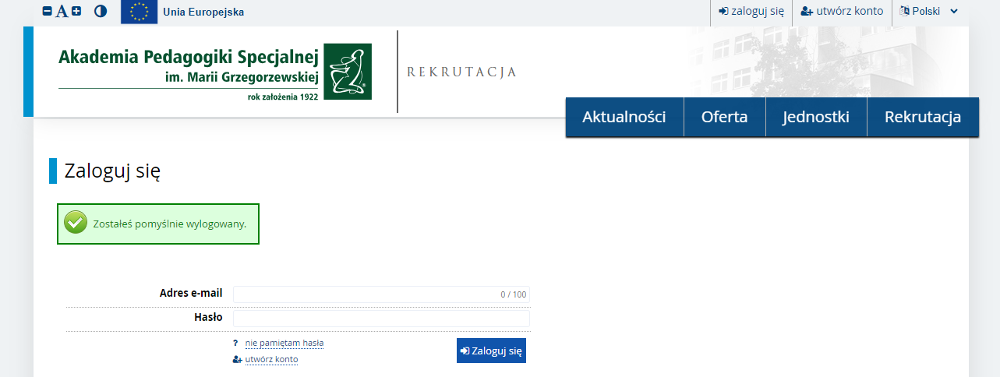 A
Unia Europejska
zaloguj się
utwórz konto
Polski
Akademia Pedagogiki Specjalnej
im. Marii Grzegorzewskiej
rok założenia 1922
®
REKRUTACJA
Aktualności
Oferta
Jednostki
Rekrutacja
Zaloguj się
Zostałeś pomyślnie wylogowany.
Adres e-mail
0 / 100
Hasło
? nie pamiętam hasła
utwórz konto
Zaloguj się